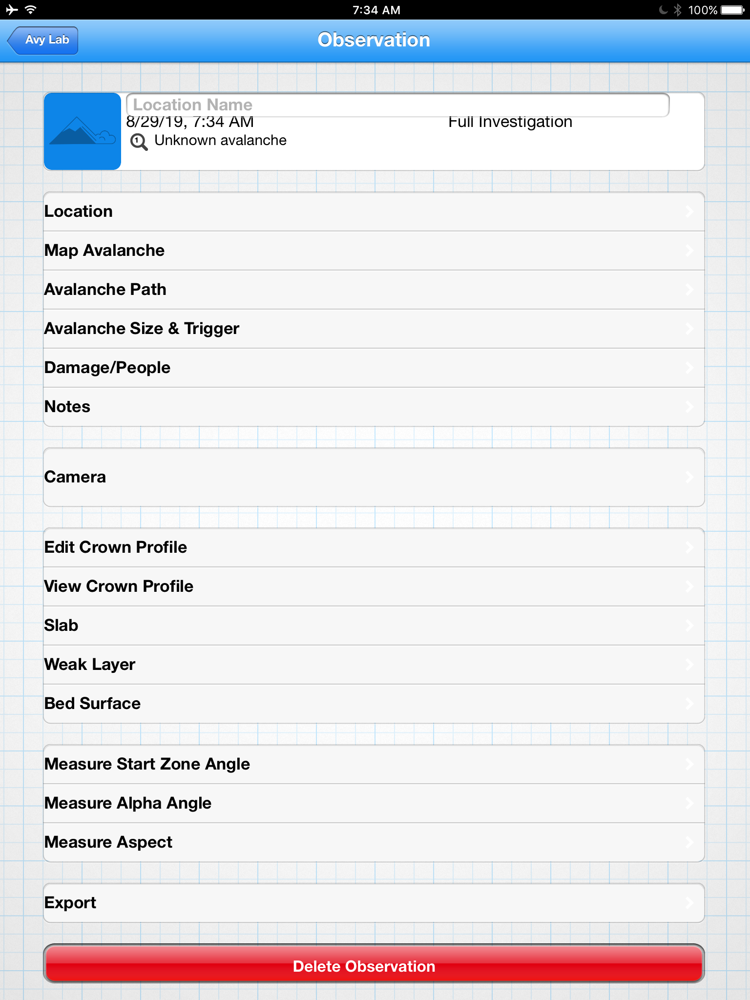 7:34 AM
100%
Avy Lab
Observation
Location Name
8/29/19, 7:34 AM
Full Investigation
1
Unknown avalanche
Location
Map Avalanche
Avalanche Path
Avalanche Size & Trigger
Damage/People
Notes
Camera
Edit Crown Profile
View Crown Profile
Slab
Weak Layer
Bed Surface
Measure Start Zone Angle
Measure Alpha Angle
Measure Aspect
Export
Delete Observation